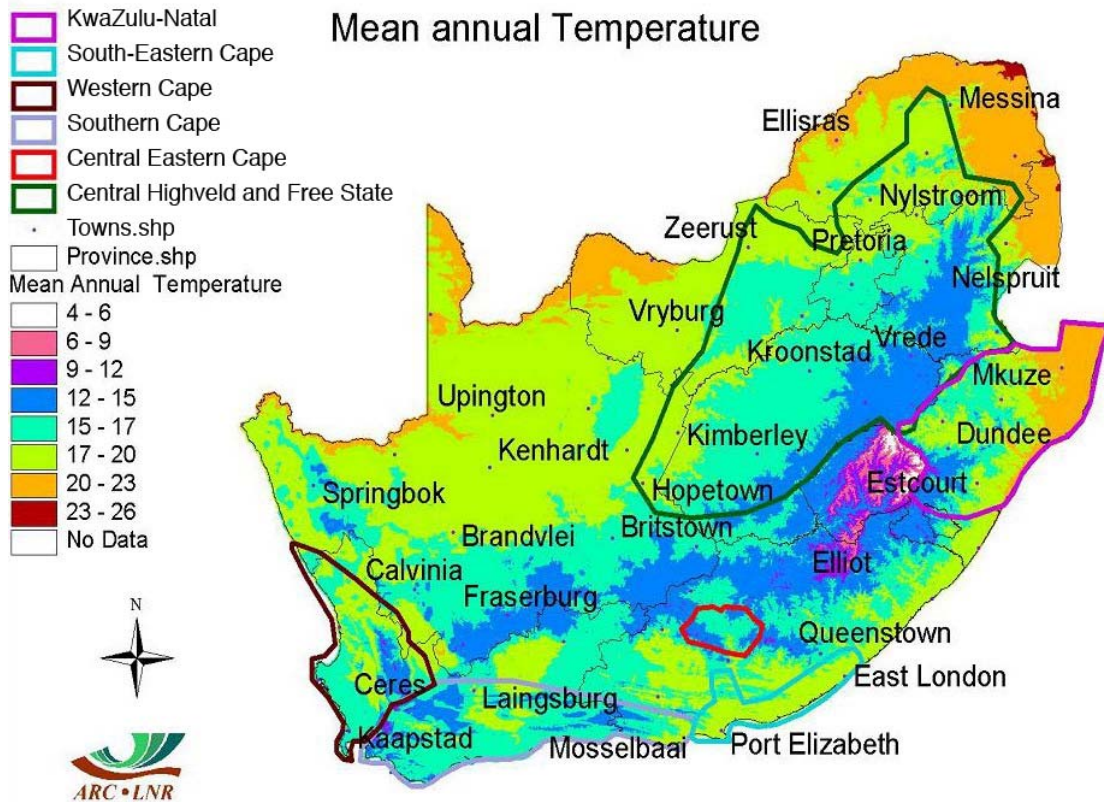 Mean annual Temperature
KwaZulu-Natal
South-Eastern Cape
Western Cape
Southern Cape
Central Eastern Cape
Central Highveld and Free State
Towns.shp
Province.shp
Mean Annual Temperature
4 - 6
6 - 9
9 - 12
12 - 15
15 - 17
17 - 20
20 - 23
23 - 26
No Data
Messina
Ellisras
Nylstroom
Zeerust
Pretoria
Nelspruit
Vryburg
Vrede
Kroonstad
Mkuze
Upington
Dundee
Kimberley
Kenhardt
Estcourt
Hopetown
Springbok
Britstown
Brandvlei
Elliot
Calvinia
Fraserburg
Queenstown
East London
Ceres
Laingsburg
Kaapstad
Mosselbaai
Port Elizabeth
N
ARC • LNR